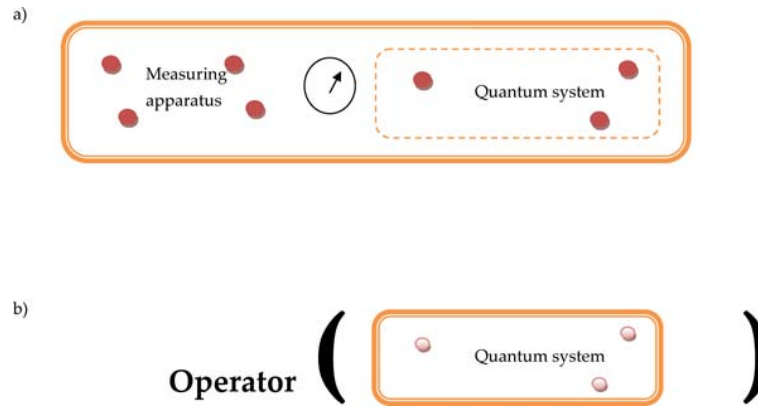 a)
Measuring
apparatus
Quantum system
b)
Operator ( Quantum system )